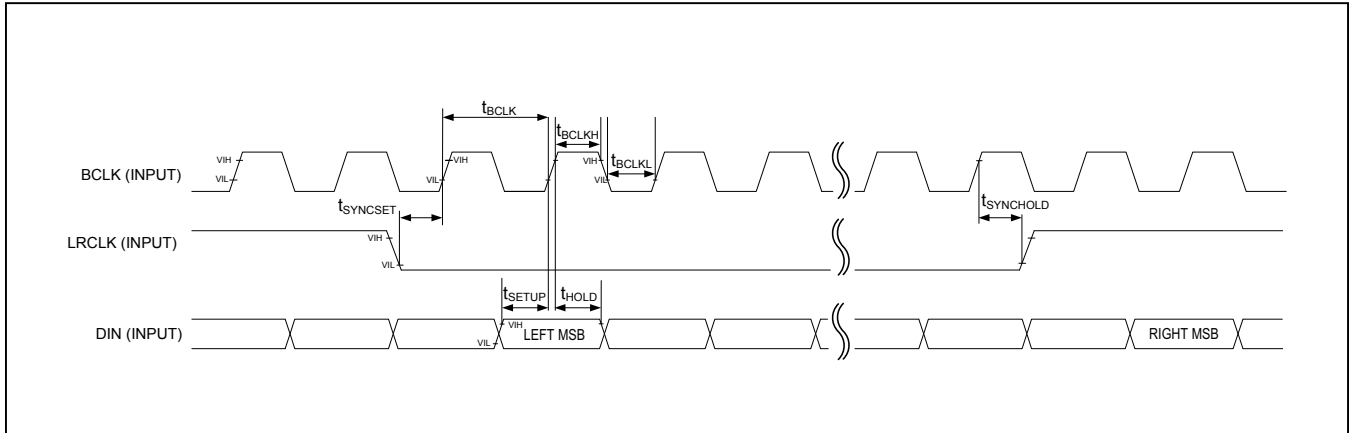 tBCLK
tBCLKH
VIH
VIH
VIH
BCLK (INPUT)
VIL
VIL
VIL
tBCLKL
tSYNCSET
tSYNCHOLD
LRCLK (INPUT)
VIH
VIL
tSETUP
tHOLD
DIN (INPUT)
VIH
LEFT MSB
RIGHT MSB
VIL